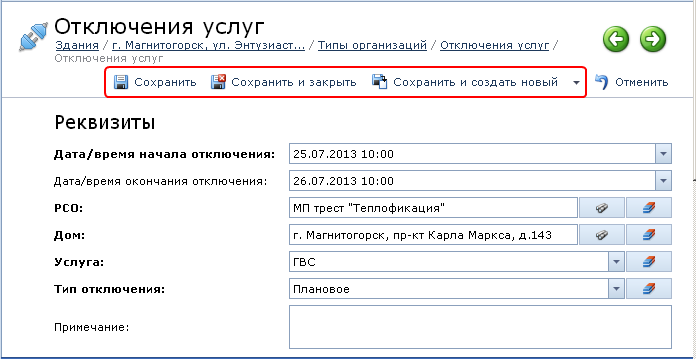 Отключения услуг
Здания / г. Магнитогорск, ул. Энтузиаст... / Типы организаций / Отключения услуг /
Отключения услуг
Сохранить Сохранить и закрыть Сохранить и создать новый Отменить
Реквизиты
Дата/время начала отключения: 25.07.2013 10:00
Дата/время окончания отключения: 26.07.2013 10:00
РСО: МП трест "Теплофикация"
Дом: г. Магнитогорск, пр-кт Карла Маркса, д.143
Услуга: ГВС
Тип отключения: Плановое
Примечание: